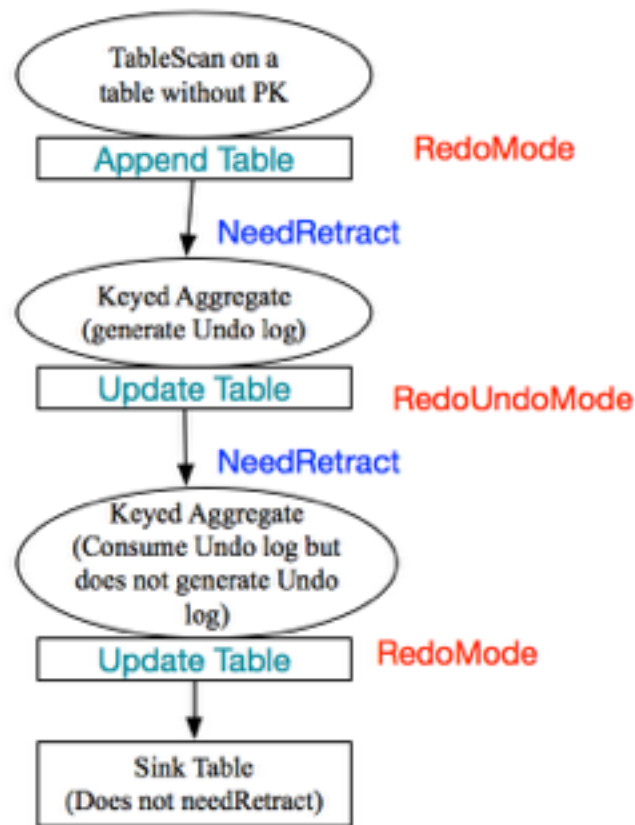 TableScan on a
table without PK
Append Table
RedoMode
NeedRetract
Keyed Aggregate
(generate Undo log)
Update Table
RedoUndoMode
NeedRetract
Keyed Aggregate
(Consume Undo log but
does not generate Undo
log)
Update Table
RedoMode
Sink Table
(Does not needRetract)